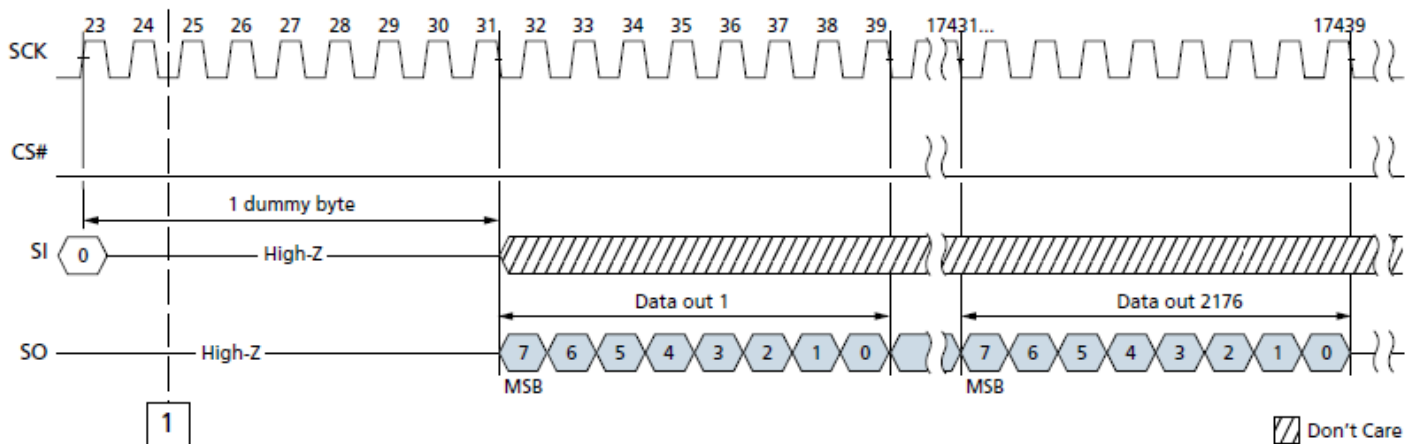 23 24 25 26 27 28 29 30 31 32 33 34 35 36 37 38 39 17431... 17439
SCK
CS#
1 dummy byte
SI 0 High-Z
Data out 1 Data out 2176
SO High-Z 7 6 5 4 3 2 1 0 7 6 5 4 3 2 1 0
MSB MSB
1
Don't Care